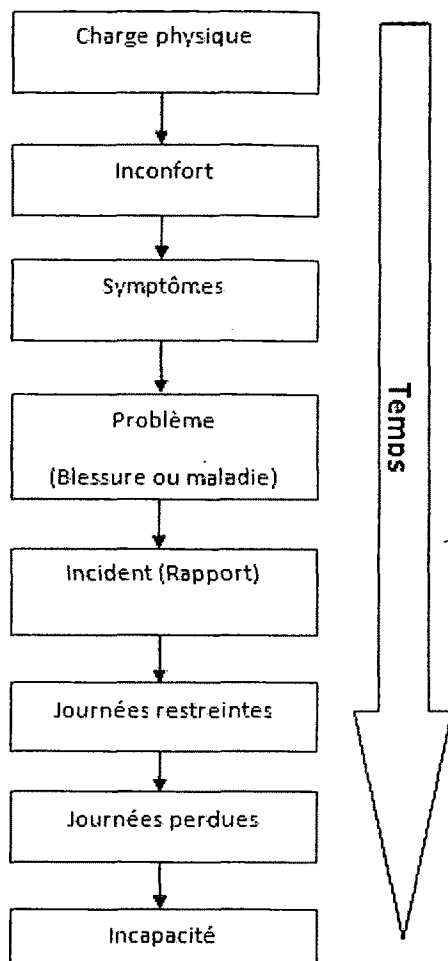 Charge physique
Inconfort
Symptômes
Problème
(Blessure ou maladie)
Incident (Rapport)
Journées restreintes
Journées perdues
Incapacité
Temps